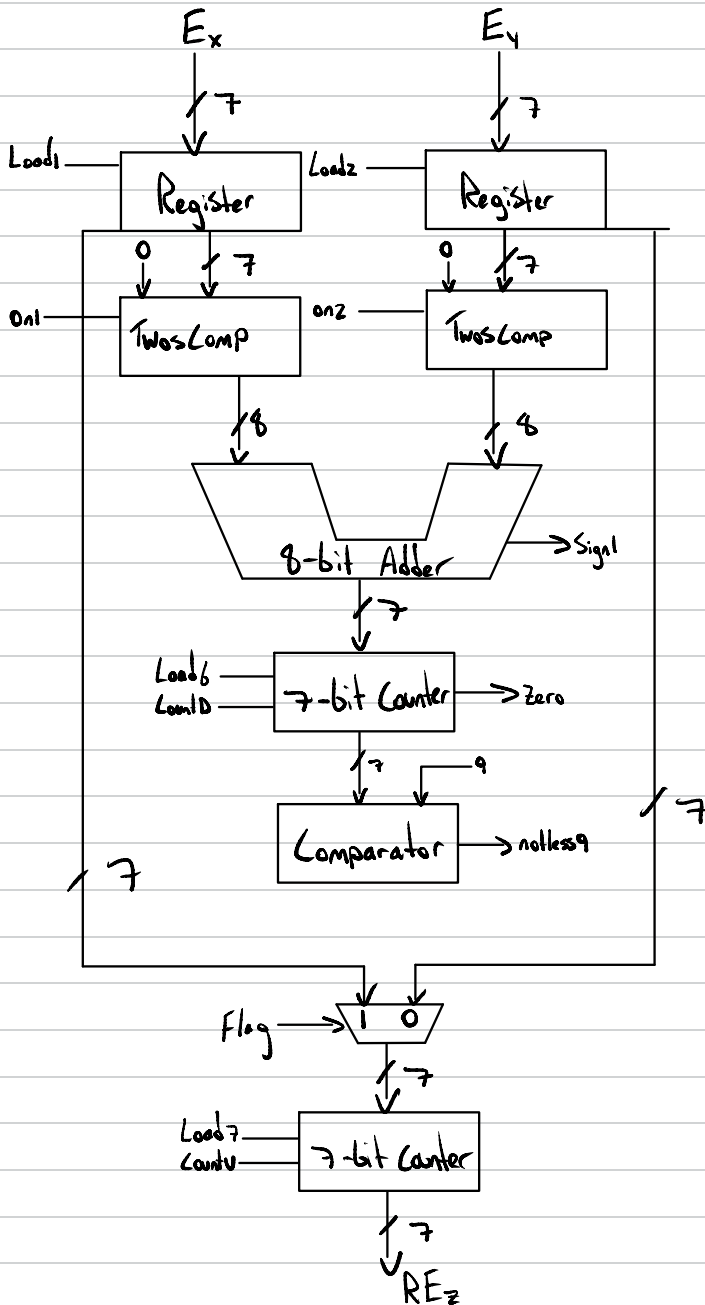 Ex Ey
7 7
Load1 Register Load2 Register
0 7 0 7
On1 TwosComp on2 TwosComp
8 8
8-bit Adder Sign1
7
Load6
CountD 7-bit Counter Zero
7 9
Comparator notless9
7
7
Flag 1 0
7
Load7
CountU 7-bit Counter
7
REz